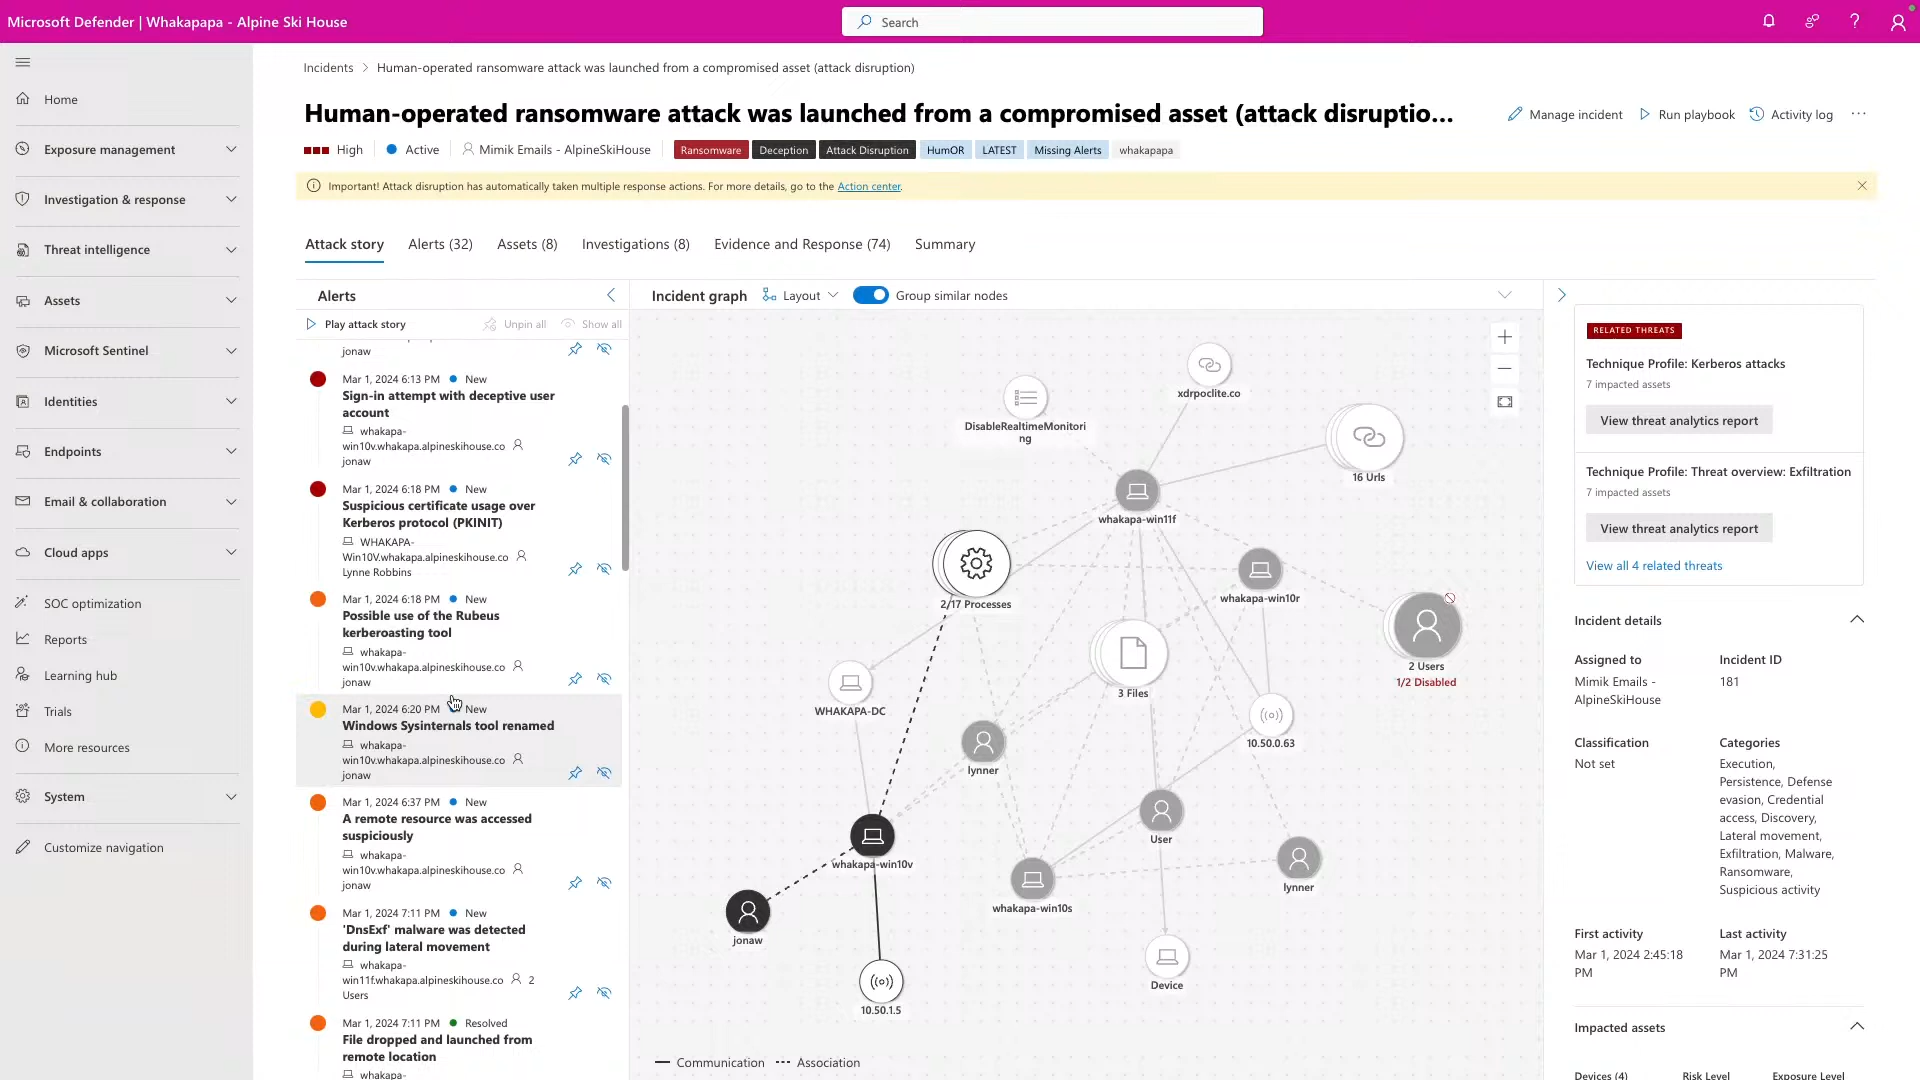 Microsoft Defender | Whakapapa - Alpine Ski House
Search
Home
Exposure management
Investigation & response
Threat intelligence
Assets
Microsoft Sentinel
Identities
Endpoints
Email & collaboration
Cloud apps
SOC optimization
Reports
Learning hub
Trials
More resources
System
Customize navigation
Incidents > Human-operated ransomware attack was launched from a compromised asset (attack disruption)
Human-operated ransomware attack was launched from a compromised asset (attack disruptio...
Manage incident
Run playbook
Activity log
High
Active
Mimik Emails - AlpineSkiHouse
Ransomware
Deception
Attack Disruption
HumOR
LATEST
Missing Alerts
whakapapa
Important! Attack disruption has automatically taken multiple response actions. For more details, go to the Action center.
Attack story
Alerts (32)
Assets (8)
Investigations (8)
Evidence and Response (74)
Summary
Alerts
Play attack story
Unpin all
Show all
jonaw
Mar 1, 2024 6:13 PM New
Sign-in attempt with deceptive user
account
whakapa-
win10v.whakapa.alpineskihouse.co
jonaw
Mar 1, 2024 6:18 PM New
Suspicious certificate usage over
Kerberos protocol (PKINIT)
WHAKAPA-
Win10V.whakapa.alpineskihouse.co
Lynne Robbins
Mar 1, 2024 6:18 PM New
Possible use of the Rubeus
kerberoasting tool
whakapa-
win10v.whakapa.alpineskihouse.co
jonaw
Mar 1, 2024 6:20 PM New
Windows Sysinternals tool renamed
whakapa-
win10v.whakapa.alpineskihouse.co
jonaw
Mar 1, 2024 6:37 PM New
A remote resource was accessed
suspiciously
whakapa-
win10v.whakapa.alpineskihouse.co
jonaw
Mar 1, 2024 7:11 PM New
'DnsExf' malware was detected
during lateral movement
whakapa-
win11f.whakapa.alpineskihouse.co 2
Users
Mar 1, 2024 7:11 PM Resolved
File dropped and launched from
remote location
whakapa-
Incident graph
Layout
Group similar nodes
xdrpoclite.co
DisableRealtimeMonitori
ng
16 Urls
whakapa-win11f
2/17 Processes
whakapa-win10r
2 Users
1/2 Disabled
3 Files
WHAKAPA-DC
10.50.0.63
lynner
User
whakapa-win10v
lynner
whakapa-win10s
jonaw
Device
10.50.1.5
Communication
Association
RELATED THREATS
Technique Profile: Kerberos attacks
7 impacted assets
View threat analytics report
Technique Profile: Threat overview: Exfiltration
7 impacted assets
View threat analytics report
View all 4 related threats
Incident details
Assigned to
Mimik Emails -
AlpineSkiHouse
Incident ID
181
Classification
Not set
Categories
Execution,
Persistence, Defense
evasion, Credential
access, Discovery,
Lateral movement,
Exfiltration, Malware,
Ransomware,
Suspicious activity
First activity
Mar 1, 2024 2:45:18
PM
Last activity
Mar 1, 2024 7:31:25
PM
Impacted assets
Devices (4)
Risk Level
Exposure Level